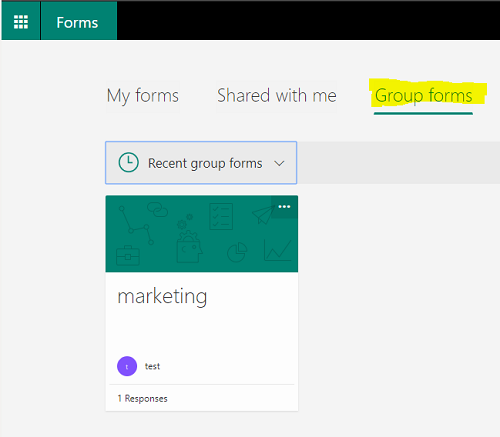 Forms
My forms Shared with me Group forms
Recent group forms
marketing
t test
1 Responses